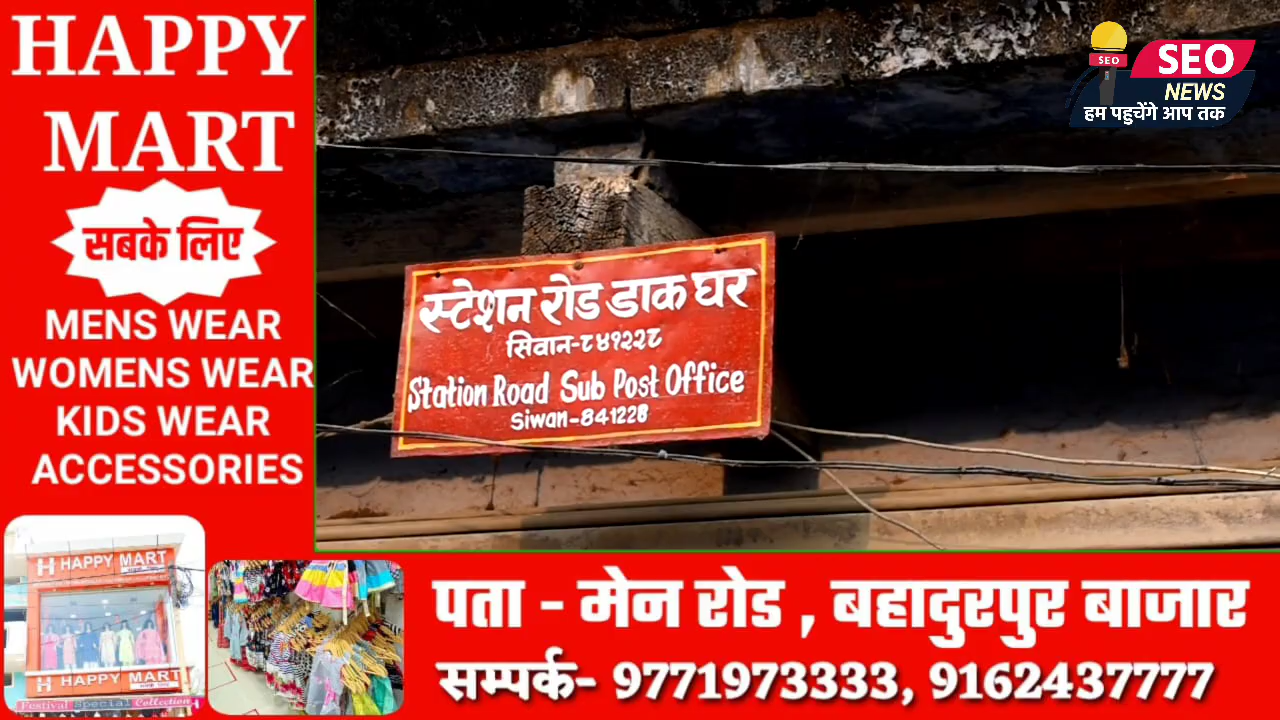 HAPPY
MART
सबके लिए
MENS WEAR
WOMENS WEAR
KIDS WEAR
ACCESSORIES
H HAPPY MART
H HAPPY MART
Festival Special Collection
SEO
SEO
NEWS
हम पहुचेंगे आप तक
स्टेशन रोड डाक घर
सिवान-८४१२२८
Station Road Sub Post Office
Siwan-841228
पता - मेन रोड , बहादुरपुर बाजार
सम्पर्क- 9771973333, 9162437777